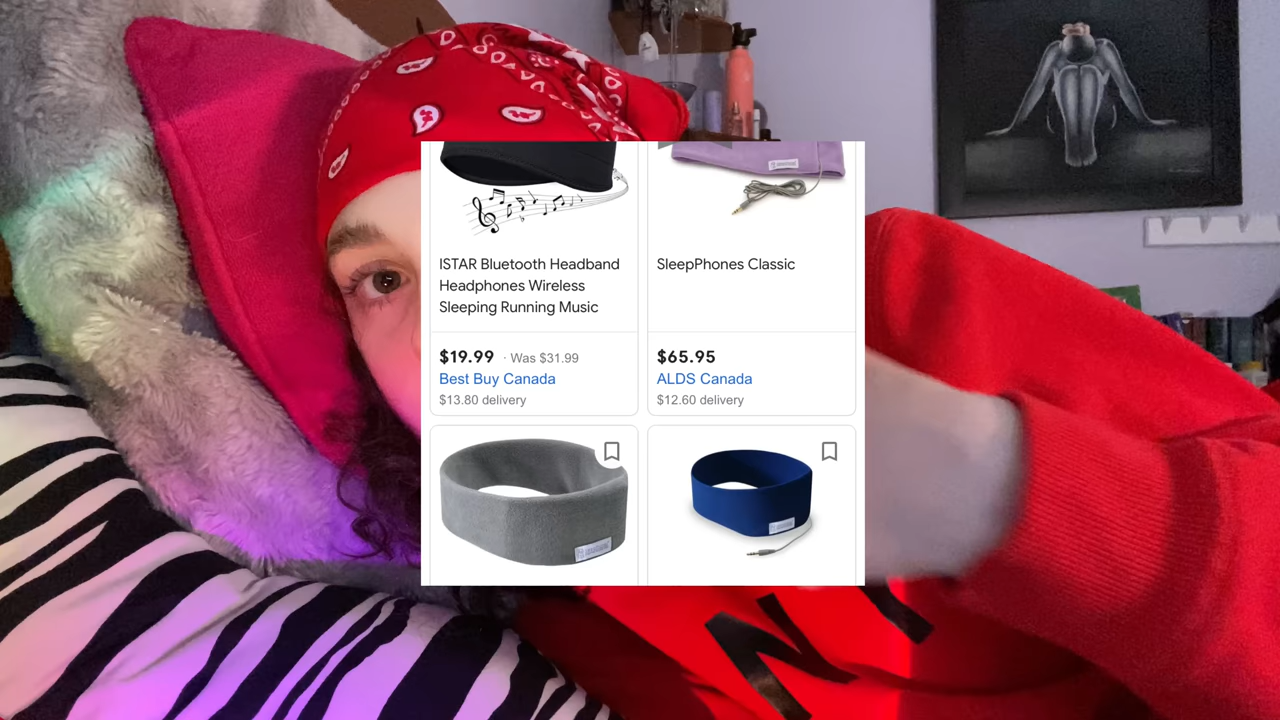 ISTAR Bluetooth Headband
Headphones Wireless
Sleeping Running Music
$19.99 · Was $31.99
Best Buy Canada
$13.80 delivery
SleepPhones Classic
$65.95
ALDS Canada
$12.60 delivery